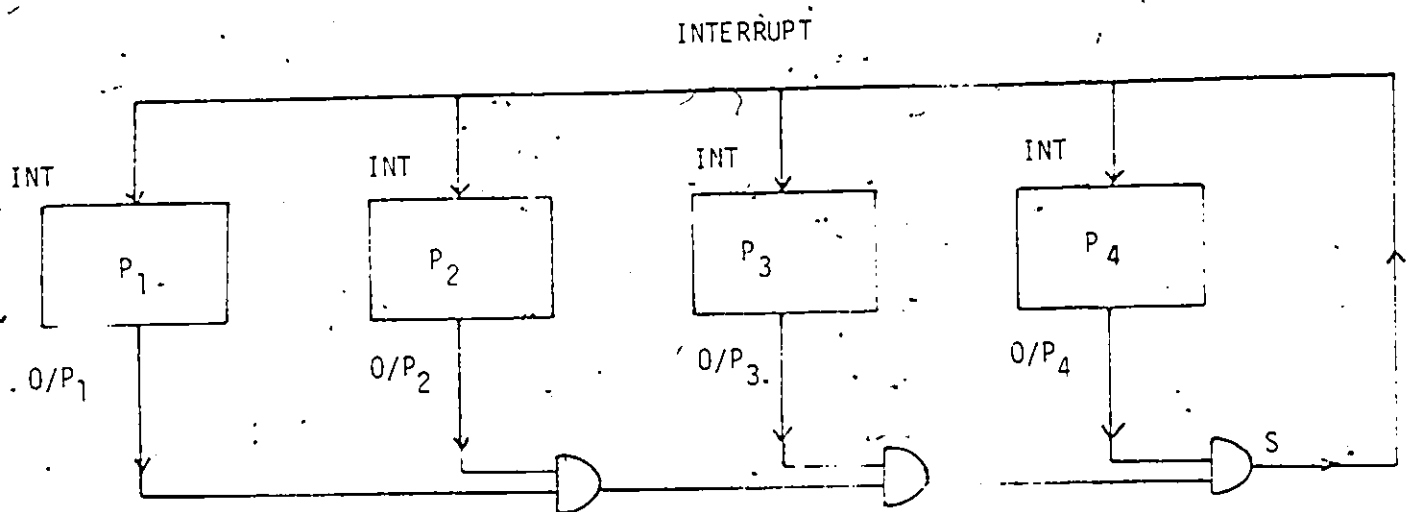 INTERRUPT
INT INT INT INT
P1 P2 P3 P4
O/P1 O/P2 O/P3 O/P4
S